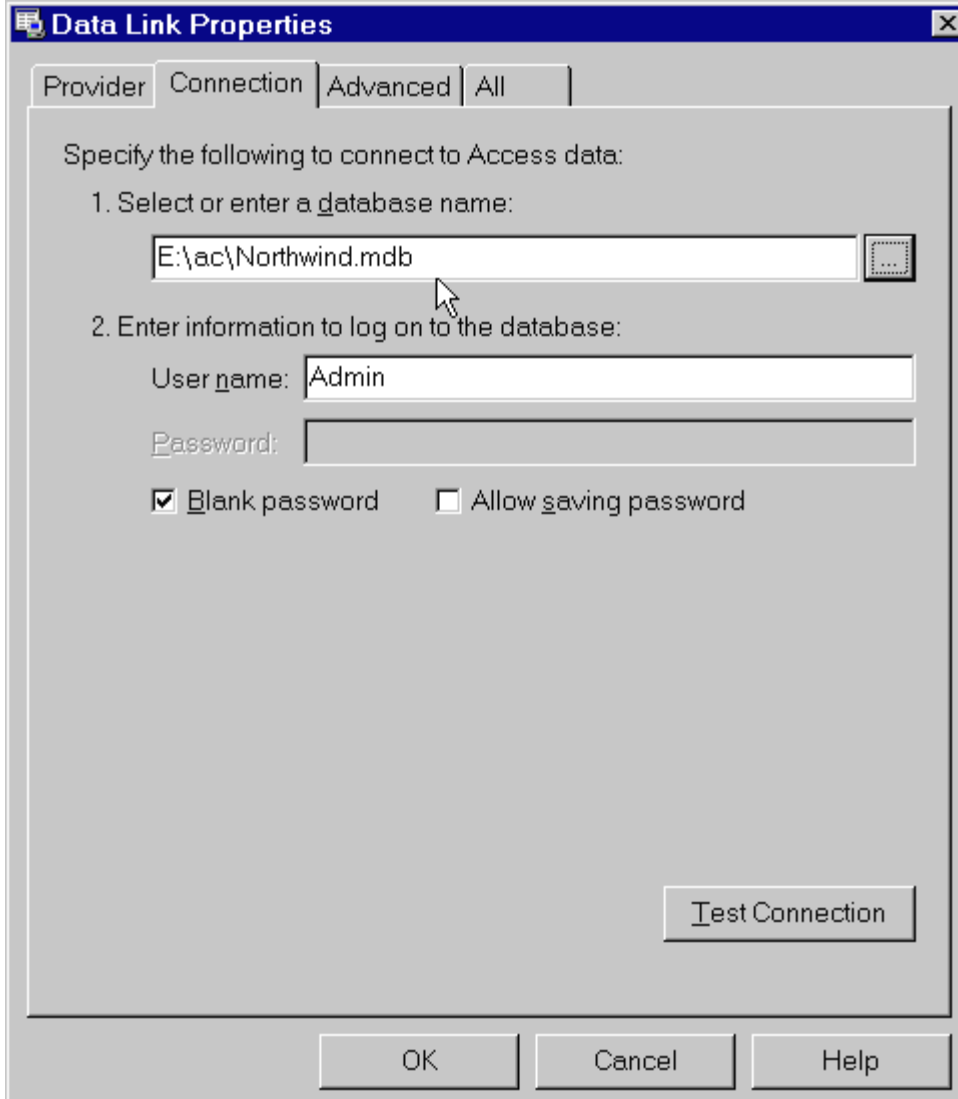 Data Link Properties
Provider Connection Advanced All
Specify the following to connect to Access data:
1. Select or enter a database name:
E:\ac\Northwind.mdb ...
2. Enter information to log on to the database:
User name: Admin
Password:
Blank password Allow saving password
Test Connection
OK Cancel Help